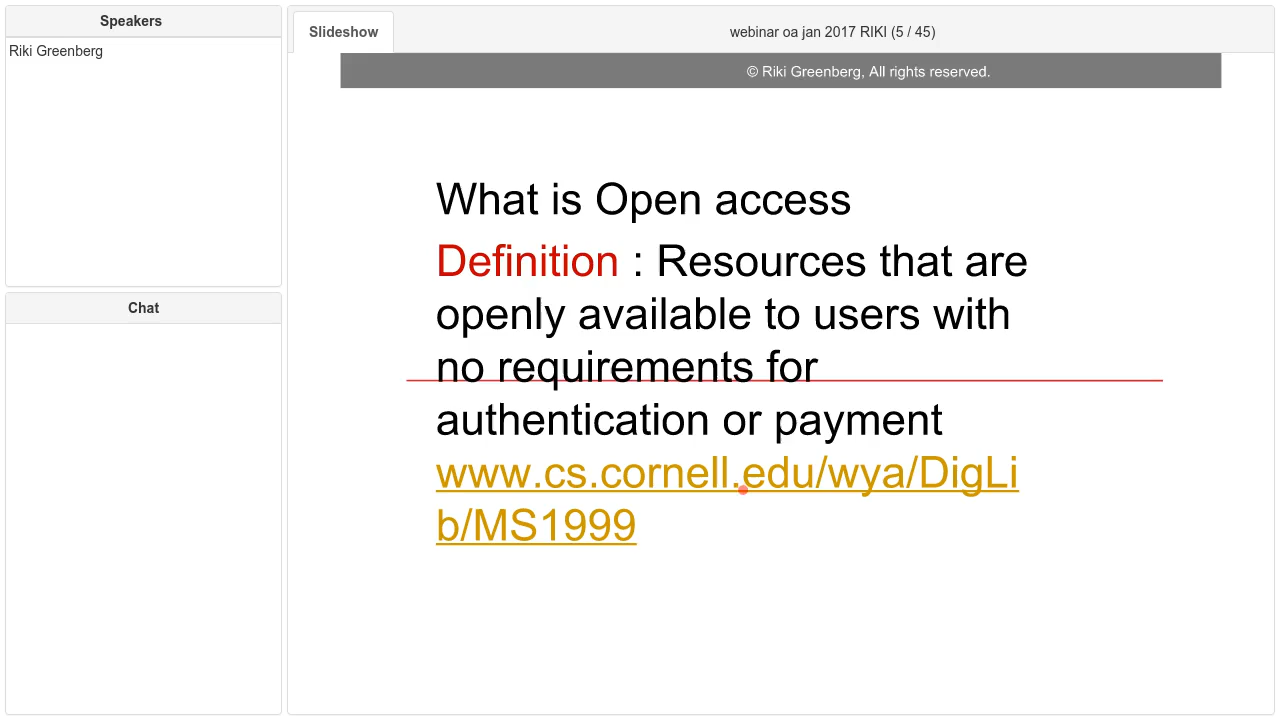 Speakers
Riki Greenberg
Chat
Slideshow
webinar oa jan 2017 RIKI (5 / 45)
© Riki Greenberg, All rights reserved.
What is Open access
Definition : Resources that are
openly available to users with
no requirements for
authentication or payment
www.cs.cornell.edu/wya/DigLi
b/MS1999